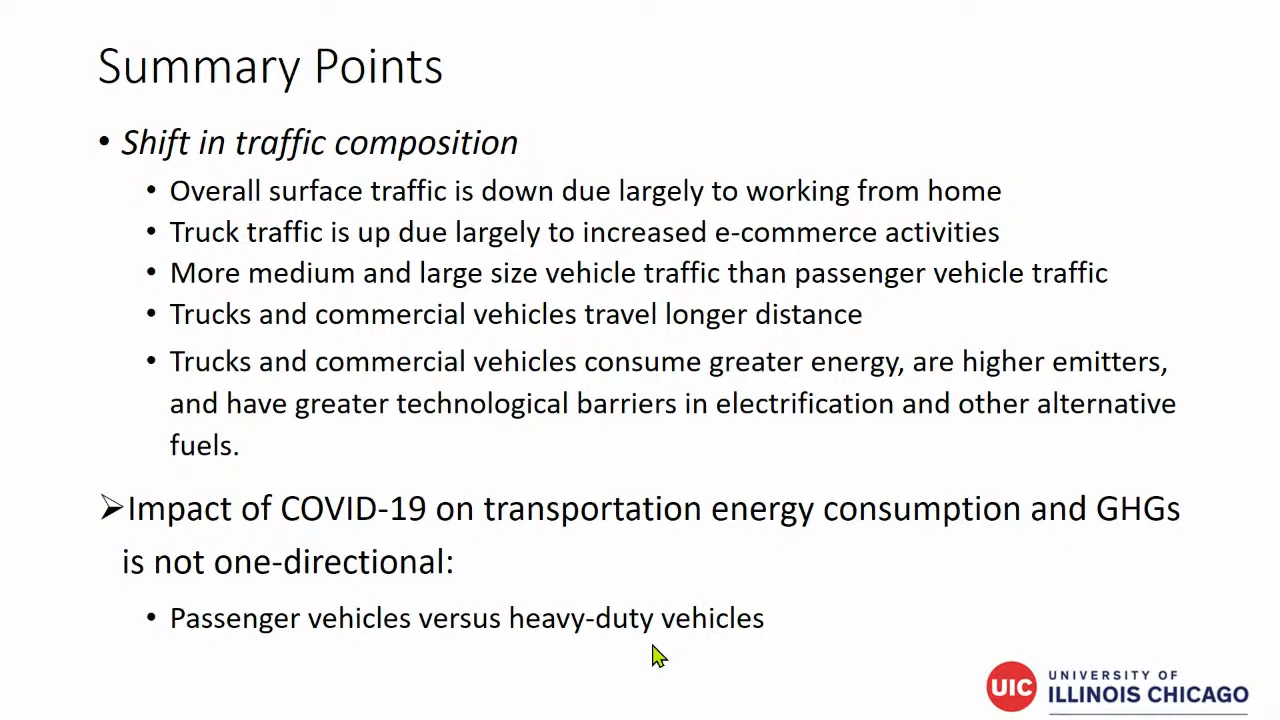 Summary Points
• Shift in traffic composition
• Overall surface traffic is down due largely to working from home
• Truck traffic is up due largely to increased e-commerce activities
• More medium and large size vehicle traffic than passenger vehicle traffic
• Trucks and commercial vehicles travel longer distance
• Trucks and commercial vehicles consume greater energy, are higher emitters,
and have greater technological barriers in electrification and other alternative
fuels.
➢Impact of COVID-19 on transportation energy consumption and GHGs
is not one-directional:
• Passenger vehicles versus heavy-duty vehicles
UIC
UNIVERSITY OF
ILLINOIS CHICAGO